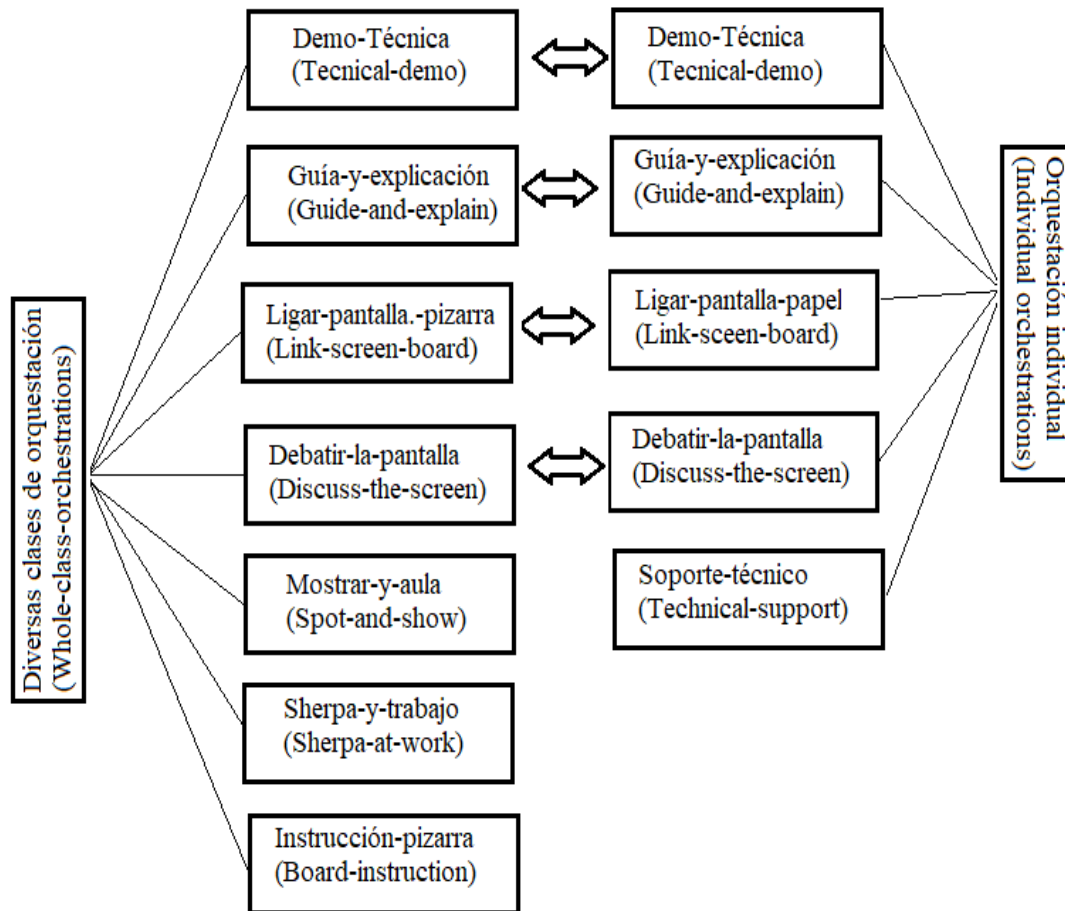 Diversas clases de orquestación
(Whole-class-orchestrations)
Demo-Técnica
(Tecnical-demo)
Guía-y-explicación
(Guide-and-explain)
Ligar-pantalla.-pizarra
(Link-screen-board)
Debatir-la-pantalla
(Discuss-the-screen)
Mostrar-y-aula
(Spot-and-show)
Sherpa-y-trabajo
(Sherpa-at-work)
Instrucción-pizarra
(Board-instruction)
Demo-Técnica
(Tecnical-demo)
Guía-y-explicación
(Guide-and-explain)
Ligar-pantalla-papel
(Link-sceen-board)
Debatir-la-pantalla
(Discuss-the-screen)
Soporte-técnico
(Technical-support)
Orquestación individual
(Individual orchestrations)